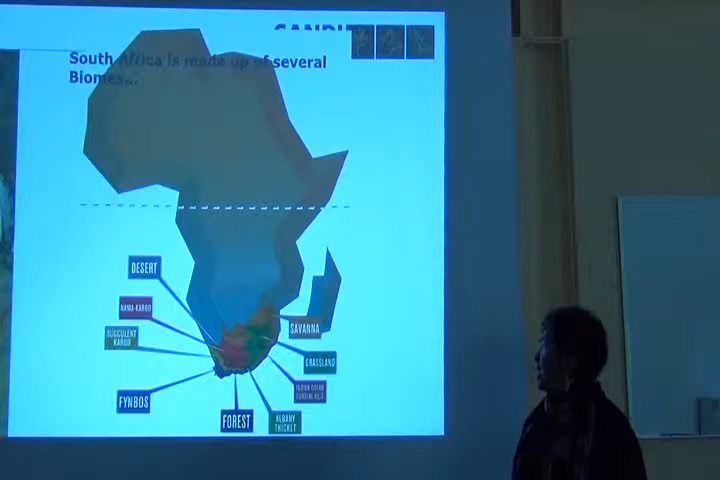 South Africa is made up of several
Biomes...
DESERT
NAMA-KAROO
SUCCULENT
KAROO
FYNBOS
FOREST
ALBANY
THICKET
INDIAN OCEAN
COASTAL BELT
GRASSLAND
SAVANNA